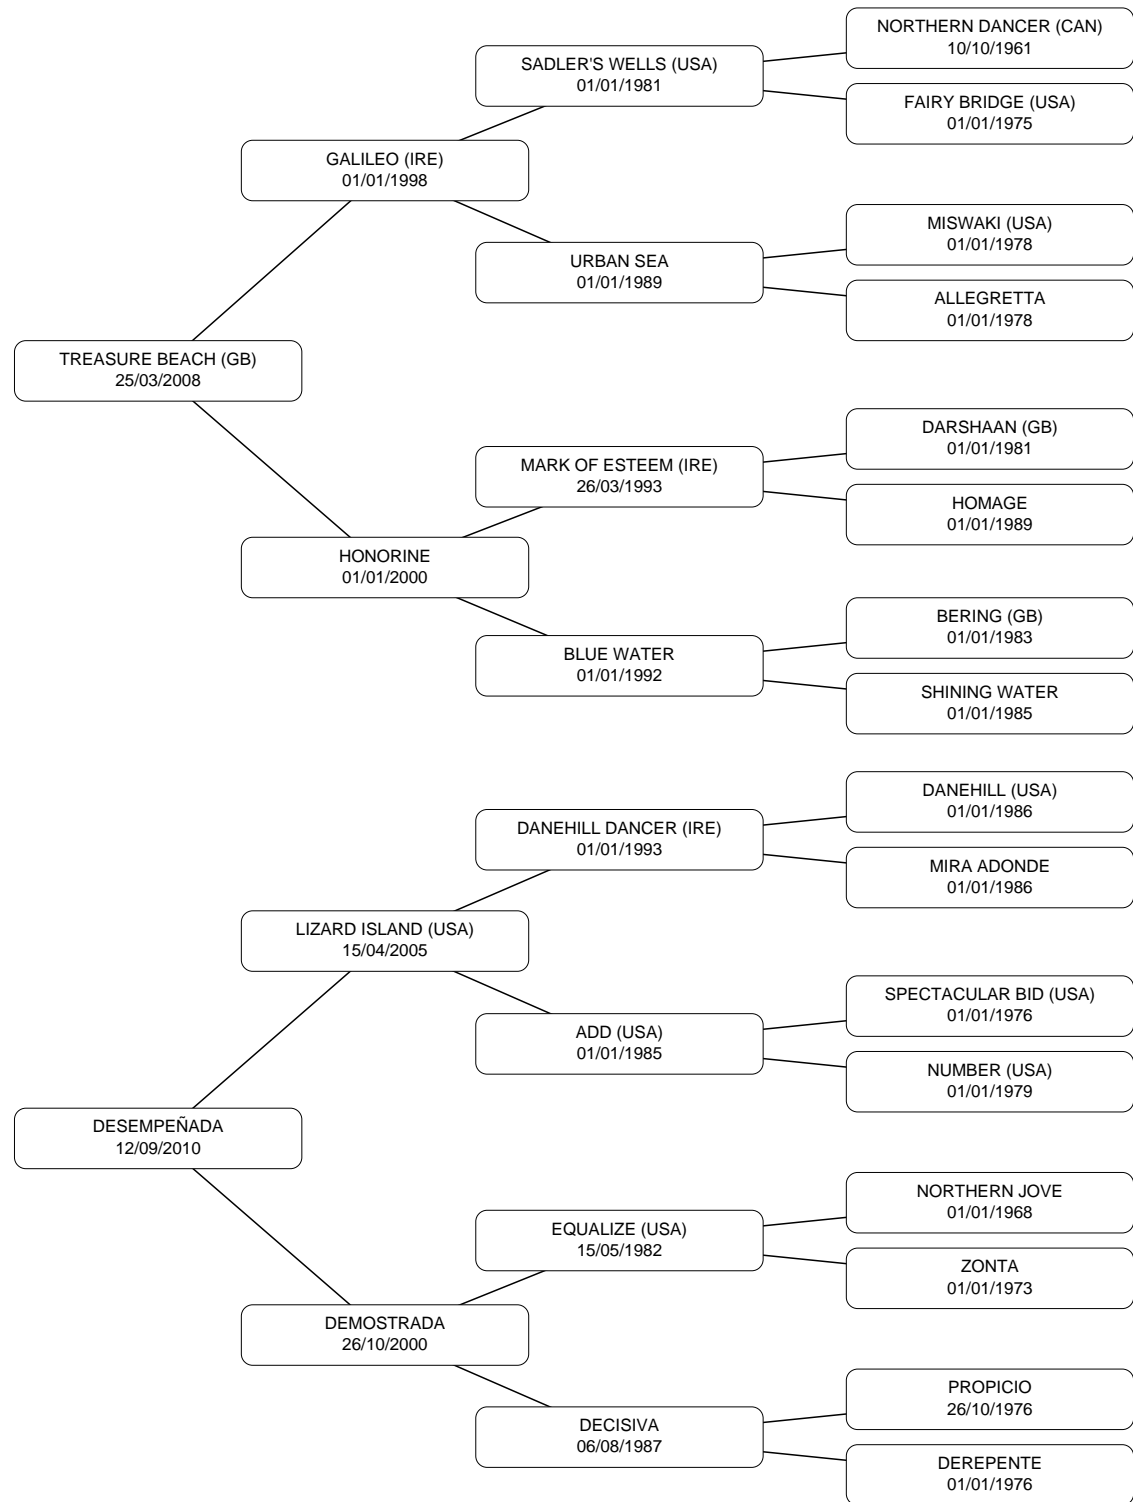 NORTHERN DANCER (CAN)
10/10/1961
SADLER'S WELLS (USA)
01/01/1981
FAIRY BRIDGE (USA)
01/01/1975
GALILEO (IRE)
01/01/1998
MISWAKI (USA)
01/01/1978
URBAN SEA
01/01/1989
ALLEGRETTA
01/01/1978
TREASURE BEACH (GB)
25/03/2008
DARSHAAN (GB)
01/01/1981
MARK OF ESTEEM (IRE)
26/03/1993
HOMAGE
01/01/1989
HONORINE
01/01/2000
BERING (GB)
01/01/1983
BLUE WATER
01/01/1992
SHINING WATER
01/01/1985
DANEHILL (USA)
01/01/1986
DANEHILL DANCER (IRE)
01/01/1993
MIRA ADONDE
01/01/1986
LIZARD ISLAND (USA)
15/04/2005
SPECTACULAR BID (USA)
01/01/1976
ADD (USA)
01/01/1985
NUMBER (USA)
01/01/1979
DESEMPEÑADA
12/09/2010
NORTHERN JOVE
01/01/1968
EQUALIZE (USA)
15/05/1982
ZONTA
01/01/1973
DEMOSTRADA
26/10/2000
PROPICIO
26/10/1976
DECISIVA
06/08/1987
DEREPENTE
01/01/1976